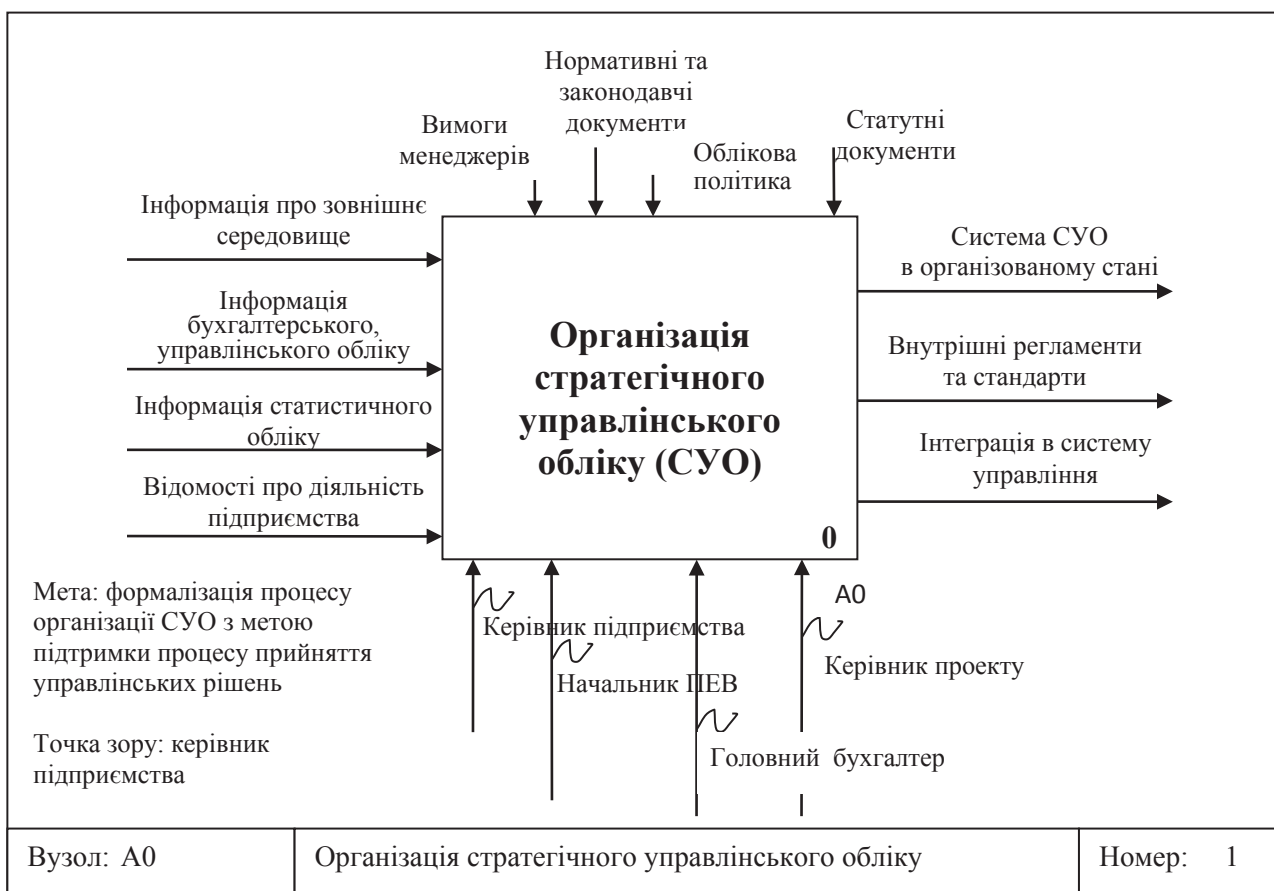 Нормативні та
законодавчі
документи
Вимоги
менеджерів
Облікова
політика
Статутні
документи
Інформація про зовнішнє
середовище
Інформація
бухгалтерського,
управлінського обліку
Інформація статистичного
обліку
Відомості про діяльність
підприємства
Організація
стратегічного
управлінського
обліку (СУО)
0
Система СУО
в організованому стані
Внутрішні регламенти
та стандарти
Інтеграція в систему
управління
Мета: формалізація процесу
організації СУО з метою
підтримки процесу прийняття
управлінських рішень
Точка зору: керівник
підприємства
Керівник підприємства
Начальник ПЕВ
Головний бухгалтер
A0
Керівник проекту
Вузол: А0
Організація стратегічного управлінського обліку
Номер: 1